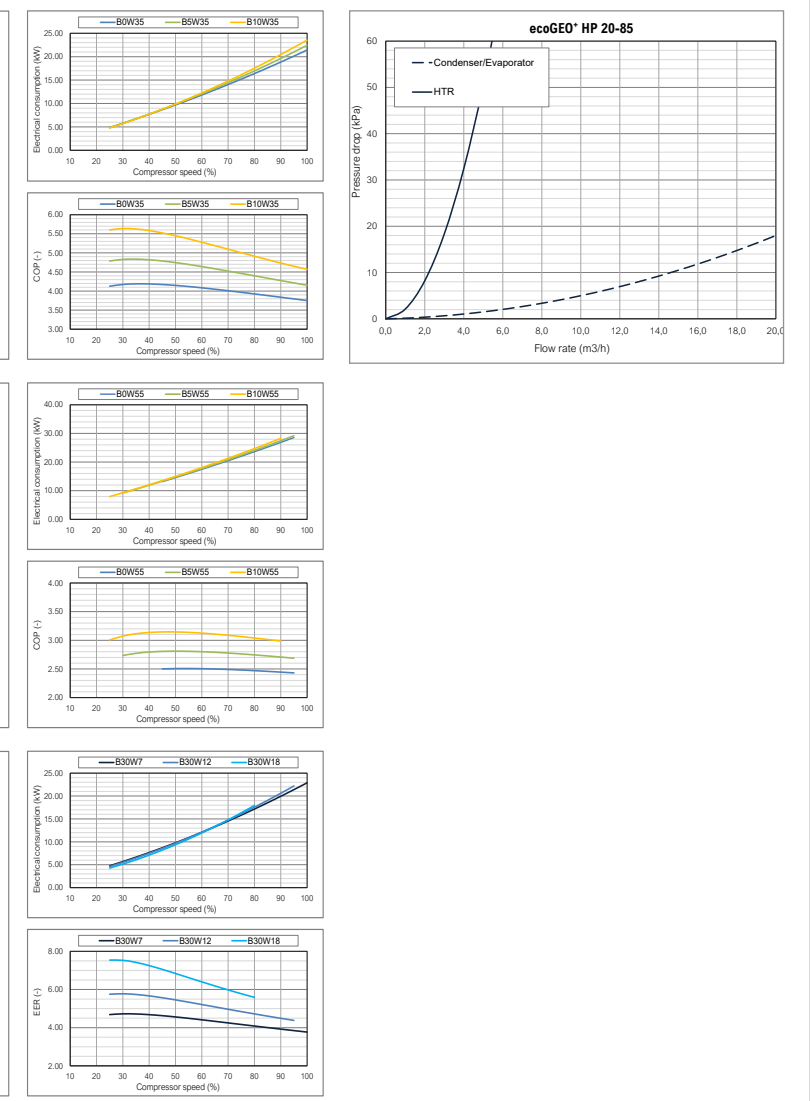 B0W35 B5W35 B10W35
Electrical consumption (kW)
25.00
20.00
15.00
10.00
5.00
0.00
10 20 30 40 50 60 70 80 90 100
Compressor speed (%)
B0W35 B5W35 B10W35
COP (-)
6.00
5.50
5.00
4.50
4.00
3.50
3.00
10 20 30 40 50 60 70 80 90 100
Compressor speed (%)
ecoGEO+ HP 20-85
Condenser/Evaporator
HTR
Pressure drop (kPa)
60
50
40
30
20
10
0
0,0 2,0 4,0 6,0 8,0 10,0 12,0 14,0 16,0 18,0 20,0
Flow rate (m3/h)
B0W55 B5W55 B10W55
Electrical consumption (kW)
40.00
30.00
20.00
10.00
0.00
10 20 30 40 50 60 70 80 90 100
Compressor speed (%)
B0W55 B5W55 B10W55
COP (-)
4.00
3.50
3.00
2.50
2.00
10 20 30 40 50 60 70 80 90 100
Compressor speed (%)
B30W7 B30W12 B30W18
Electrical consumption (kW)
25.00
20.00
15.00
10.00
5.00
0.00
10 20 30 40 50 60 70 80 90 100
Compressor speed (%)
B30W7 B30W12 B30W18
EER (-)
8.00
6.00
4.00
2.00
10 20 30 40 50 60 70 80 90 100
Compressor speed (%)